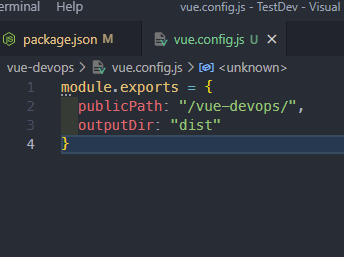 erminal Help vue.config.js - TestDev - Visual
package.json M vue.config.js U ×
vue-devops > vue.config.js > <unknown>
1 module.exports = {
2 publicPath: "/vue-devops/",
3 outputDir: "dist"
4 }